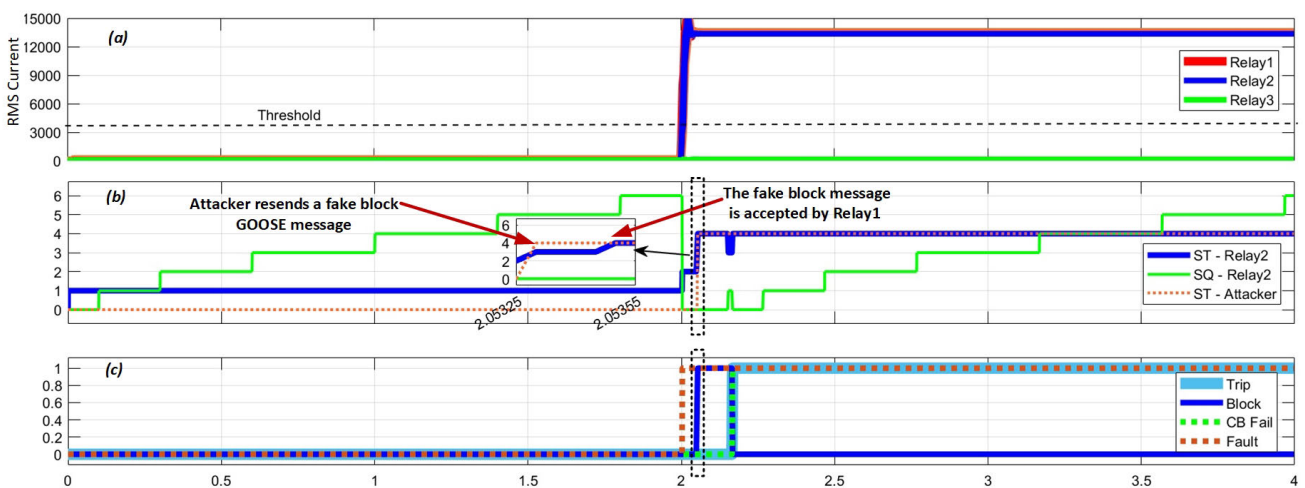 15000
(a)
12000
9000
6000
3000
0
RMS Current
Threshold
Relay1
Relay2
Relay3
(b)
6
5
4
3
2
1
0
Attacker resends a fake block
GOOSE message
The fake block message
is accepted by Relay1
6
4
2
0
2.05325
2.05355
ST - Relay2
SQ - Relay2
ST - Attacker
(c)
1
0.8
0.6
0.4
0.2
0
Trip
Block
CB Fail
Fault
0 0.5 1 1.5 2 2.5 3 3.5 4